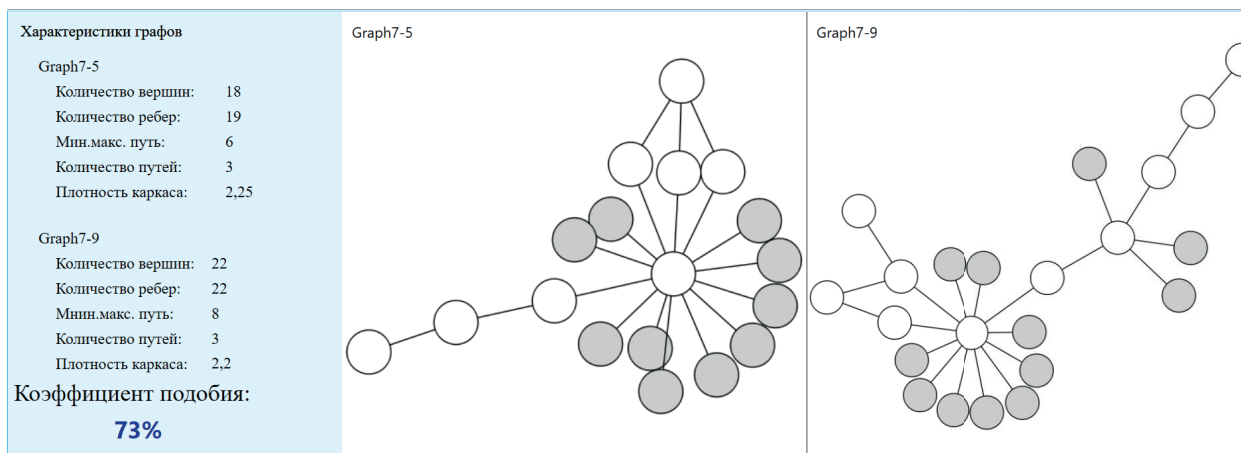 Характеристики графов
Graph7-5
Количество вершин: 18
Количество ребер: 19
Мин.макс. путь: 6
Количество путей: 3
Плотность каркаса: 2,25
Graph7-9
Количество вершин: 22
Количество ребер: 22
Мнин.макс. путь: 8
Количество путей: 3
Плотность каркаса: 2,2
Коэффициент подобия:
73%
Graph7-5
Graph7-9